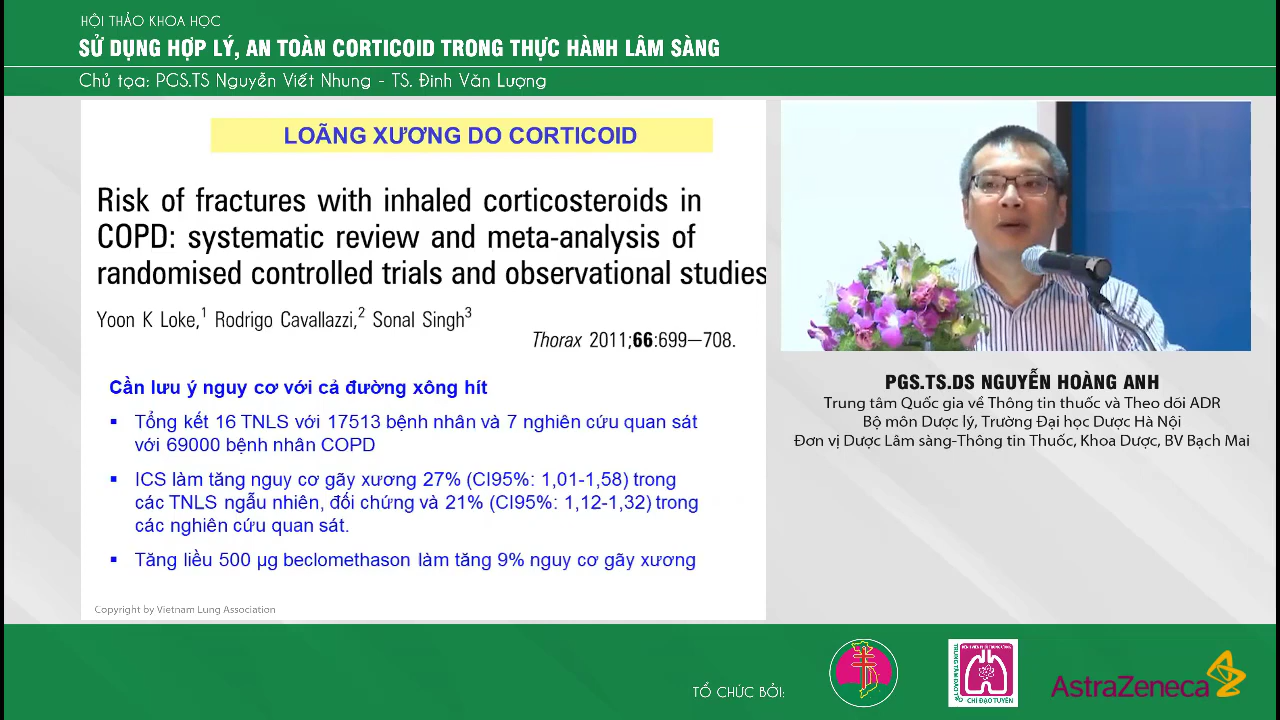 HỘI THẢO KHOA HỌC
SỬ DỤNG HỢP LÝ, AN TOÀN CORTICOID TRONG THỰC HÀNH LÂM SÀNG
Chủ tọa: PGS.TS Nguyễn Viết Nhung - TS. Đinh Văn Lượng
LOÃNG XƯƠNG DO CORTICOID
Risk of fractures with inhaled corticosteroids in
COPD: systematic review and meta-analysis of
randomised controlled trials and observational studies
Yoon K Loke,1 Rodrigo Cavallazzi,2 Sonal Singh3
Thorax 2011;66:699–708.
Cần lưu ý nguy cơ với cả đường xông hít
▪ Tổng kết 16 TNLS với 17513 bệnh nhân và 7 nghiên cứu quan sát
với 69000 bệnh nhân COPD
▪ ICS làm tăng nguy cơ gãy xương 27% (CI95%: 1,01-1,58) trong
các TNLS ngẫu nhiên, đối chứng và 21% (CI95%: 1,12-1,32) trong
các nghiên cứu quan sát.
▪ Tăng liều 500 µg beclomethason làm tăng 9% nguy cơ gãy xương
Copyright by Vietnam Lung Association
PGS.TS.DS NGUYỄN HOÀNG ANH
Trung tâm Quốc gia về Thông tin thuốc và Theo dõi ADR
Bộ môn Dược lý, Trường Đại học Dược Hà Nội
Đơn vị Dược Lâm sàng-Thông tin Thuốc, Khoa Dược, BV Bạch Mai
TỔ CHỨC BỞI:
CHỈ ĐẠO TUYẾN
AstraZeneca